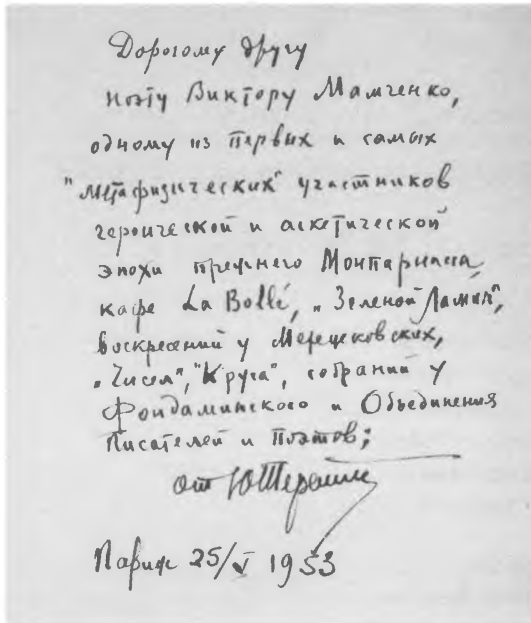 Дорогому другу
поэту Виктору Мамченко,
одному из первых и самых
"метафизических" участников
героической и аскетической
эпохи прежнего Монпарнаса,
кафе La Bollé, „Зеленой Лампы",
воскресений у Мережковских,
„Чисел", "Круга", собраний у
Фондаминского и Объединения
Писателей и Поэтов;
от Ю Терапиано
Париж 25/V 1953